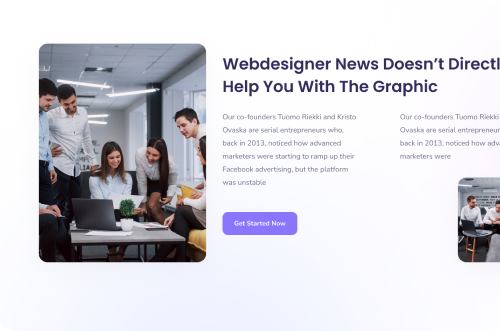 Webdesigner News Doesn't Directl
Help You With The Graphic
Our co-founders Tuomo Riekki and Kristo
Ovaska are serial entrepreneurs who,
back in 2013, noticed how advanced
marketers were starting to ramp up their
Facebook advertising, but the platform
was unstable
Get Started Now
Our co-founders Tuomo Riekki
Ovaska are serial entrepreneur
back in 2013, noticed how adva
marketers were